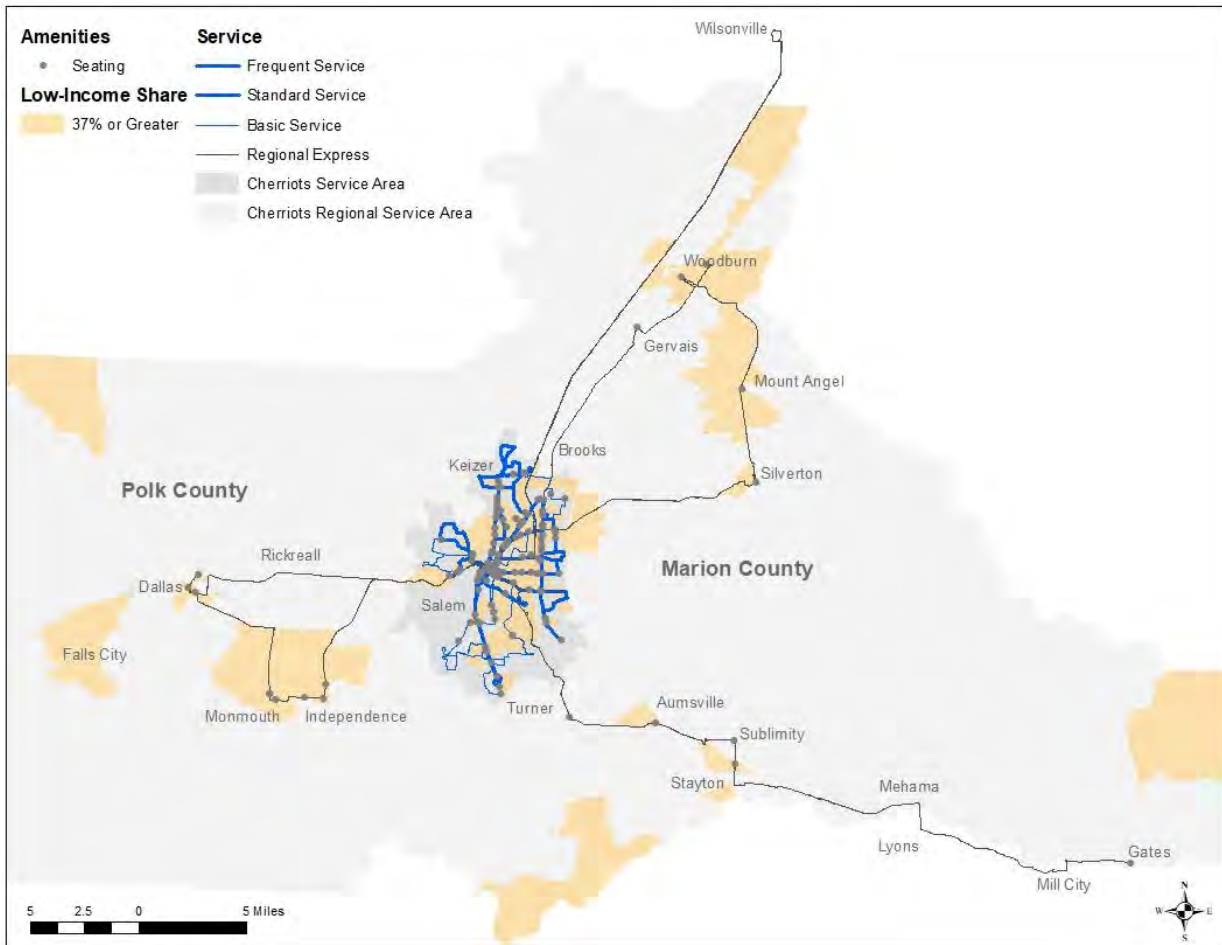 Amenities
Seating
Low-Income Share
37% or Greater
Service
Frequent Service
Standard Service
Basic Service
Regional Express
Cherriots Service Area
Cherriots Regional Service Area
Wilsonville
Woodburn
Gervais
Mount Angel
Brooks
Keizer
Silverton
Polk County
Rickreall
Marion County
Dallas
Salem
Falls City
Monmouth
Independence
Turner
Aumsville
Sublimity
Stayton
Mehama
Lyons
Gates
Mill City
5 2.5 0 5 Miles
N
W E
S